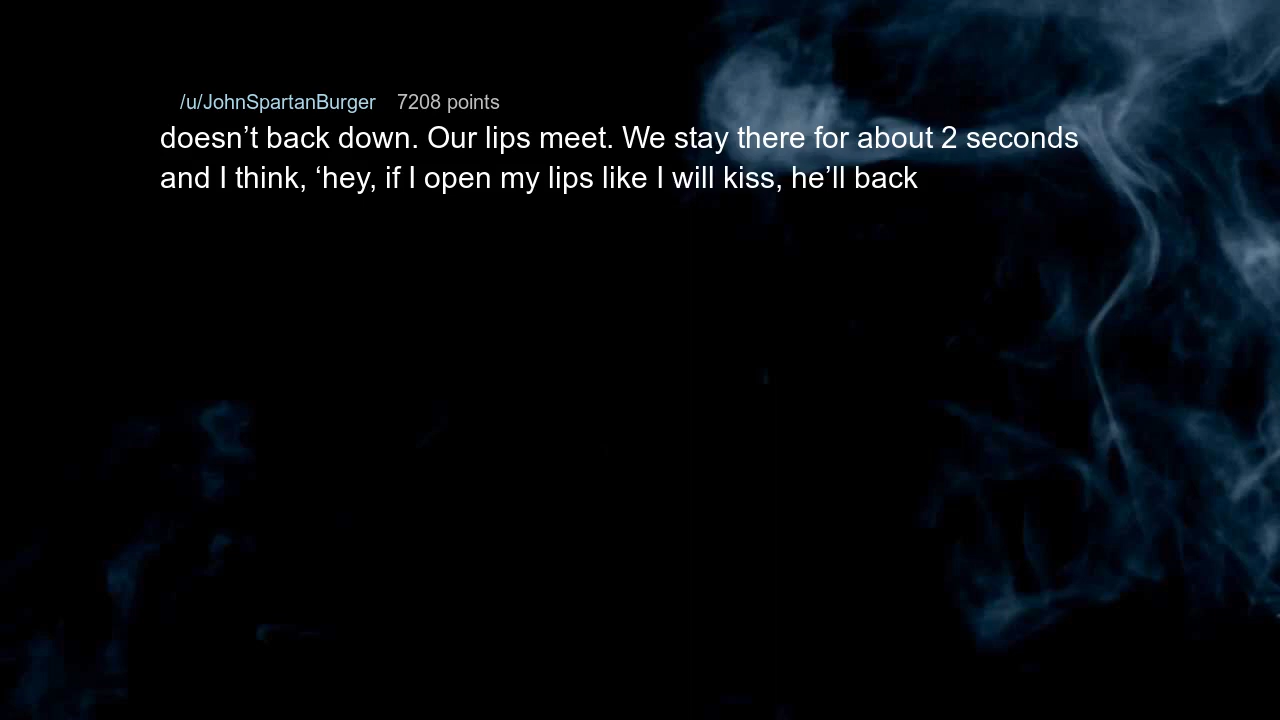 /u/JohnSpartanBurger 7208 points
doesn’t back down. Our lips meet. We stay there for about 2 seconds
and I think, ‘hey, if I open my lips like I will kiss, he’ll back